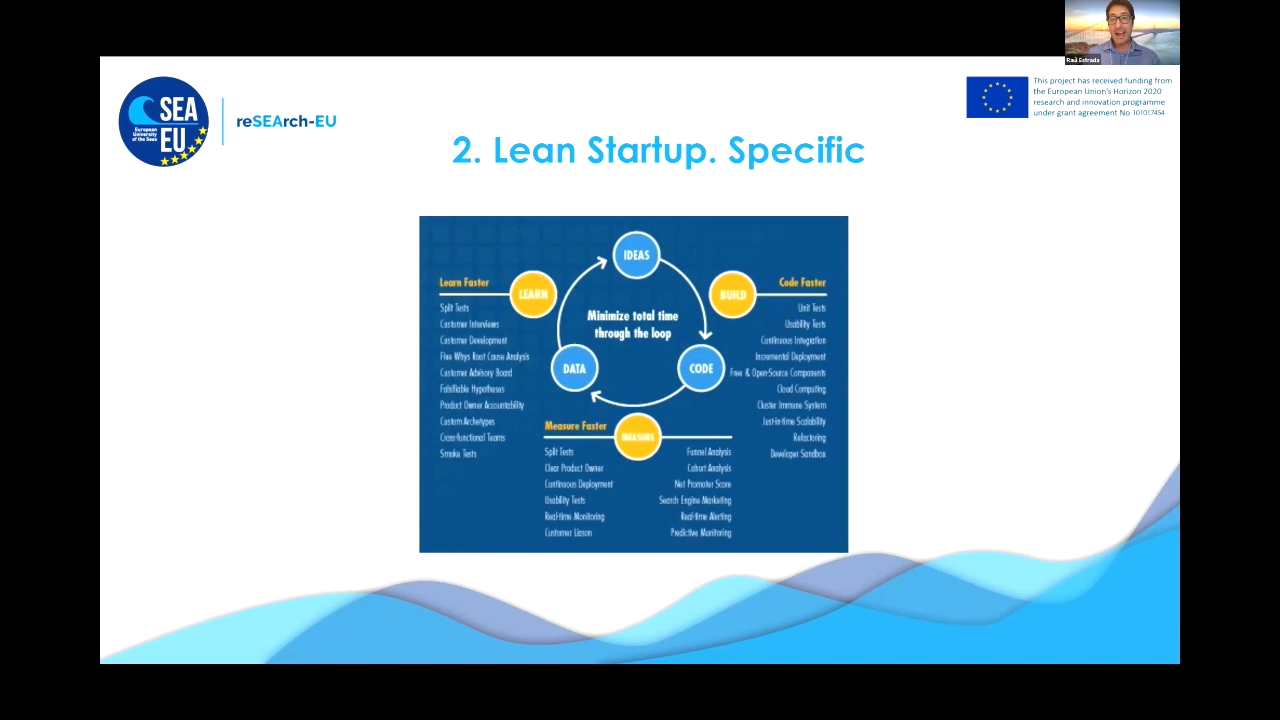 Raúl Estrada
SEA
European
University
of the Seas
EU
reSEArch-EU
This project has received funding from
the European Union's Horizon 2020
research and innovation programme
under grant agreement No 101017454
2. Lean Startup. Specific
IDEAS
Learn Faster
LEARN
Split Tests
Customer Interviews
Customer Development
Five Whys Root Cause Analysis
Customer Advisory Board
Falsifiable Hypotheses
Product Owner Accountability
Custom Archetypes
Cross-functional Teams
Smoke Tests
BUILD
Code Faster
Unit Tests
Usability Tests
Continuous Integration
Incremental Deployment
Free & Open-Source Components
Cloud Computing
Cluster Immune System
Just-in-time Scalability
Refactoring
Developer Sandbox
Minimize total time
through the loop
DATA
CODE
Measure Faster
MEASURE
Split Tests
Clear Product Owner
Continuous Deployment
Usability Tests
Real-time Monitoring
Customer Liason
Funnel Analysis
Cohort Analysis
Net Promoter Score
Search Engine Marketing
Real-time Alerting
Predictive Monitoring